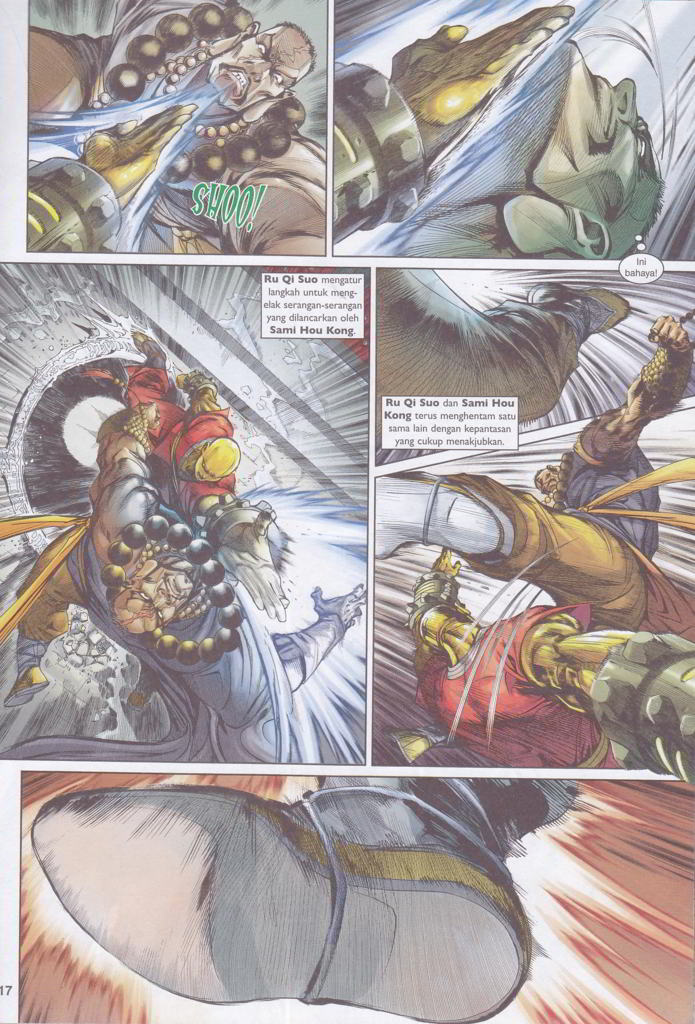 SHOO!
Ini
bahaya!
Ru Qi Suo mengatur
langkah untuk meng-
elak serangan-serangan
yang dilancarkan oleh
Sami Hou Kong.
Ru Qi Suo dan Sami Hou
Kong terus menghentam satu
sama lain dengan kepantasan
yang cukup menakjubkan.
17